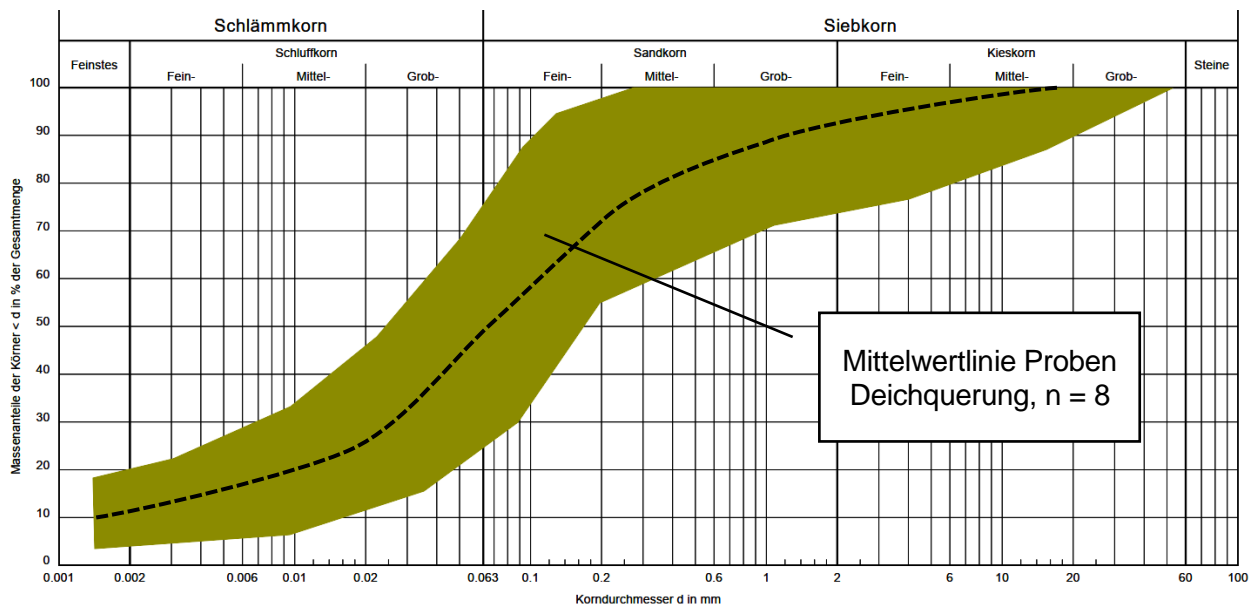 Schlämmkorn Siebkorn
Feinstes Schluffkorn Sandkorn Kieskorn Steine
Fein- Mittel- Grob- Fein- Mittel- Grob- Fein- Mittel- Grob-
Massenanteile der Körner < d in % der Gesamtmenge
100
90
80
70
60
50
40
30
20
10
0
Mittelwertlinie Proben
Deichquerung, n = 8
0.001 0.002 0.006 0.01 0.02 0.063 0.1 0.2 0.6 1 2 6 10 20 60 100
Korndurchmesser d in mm